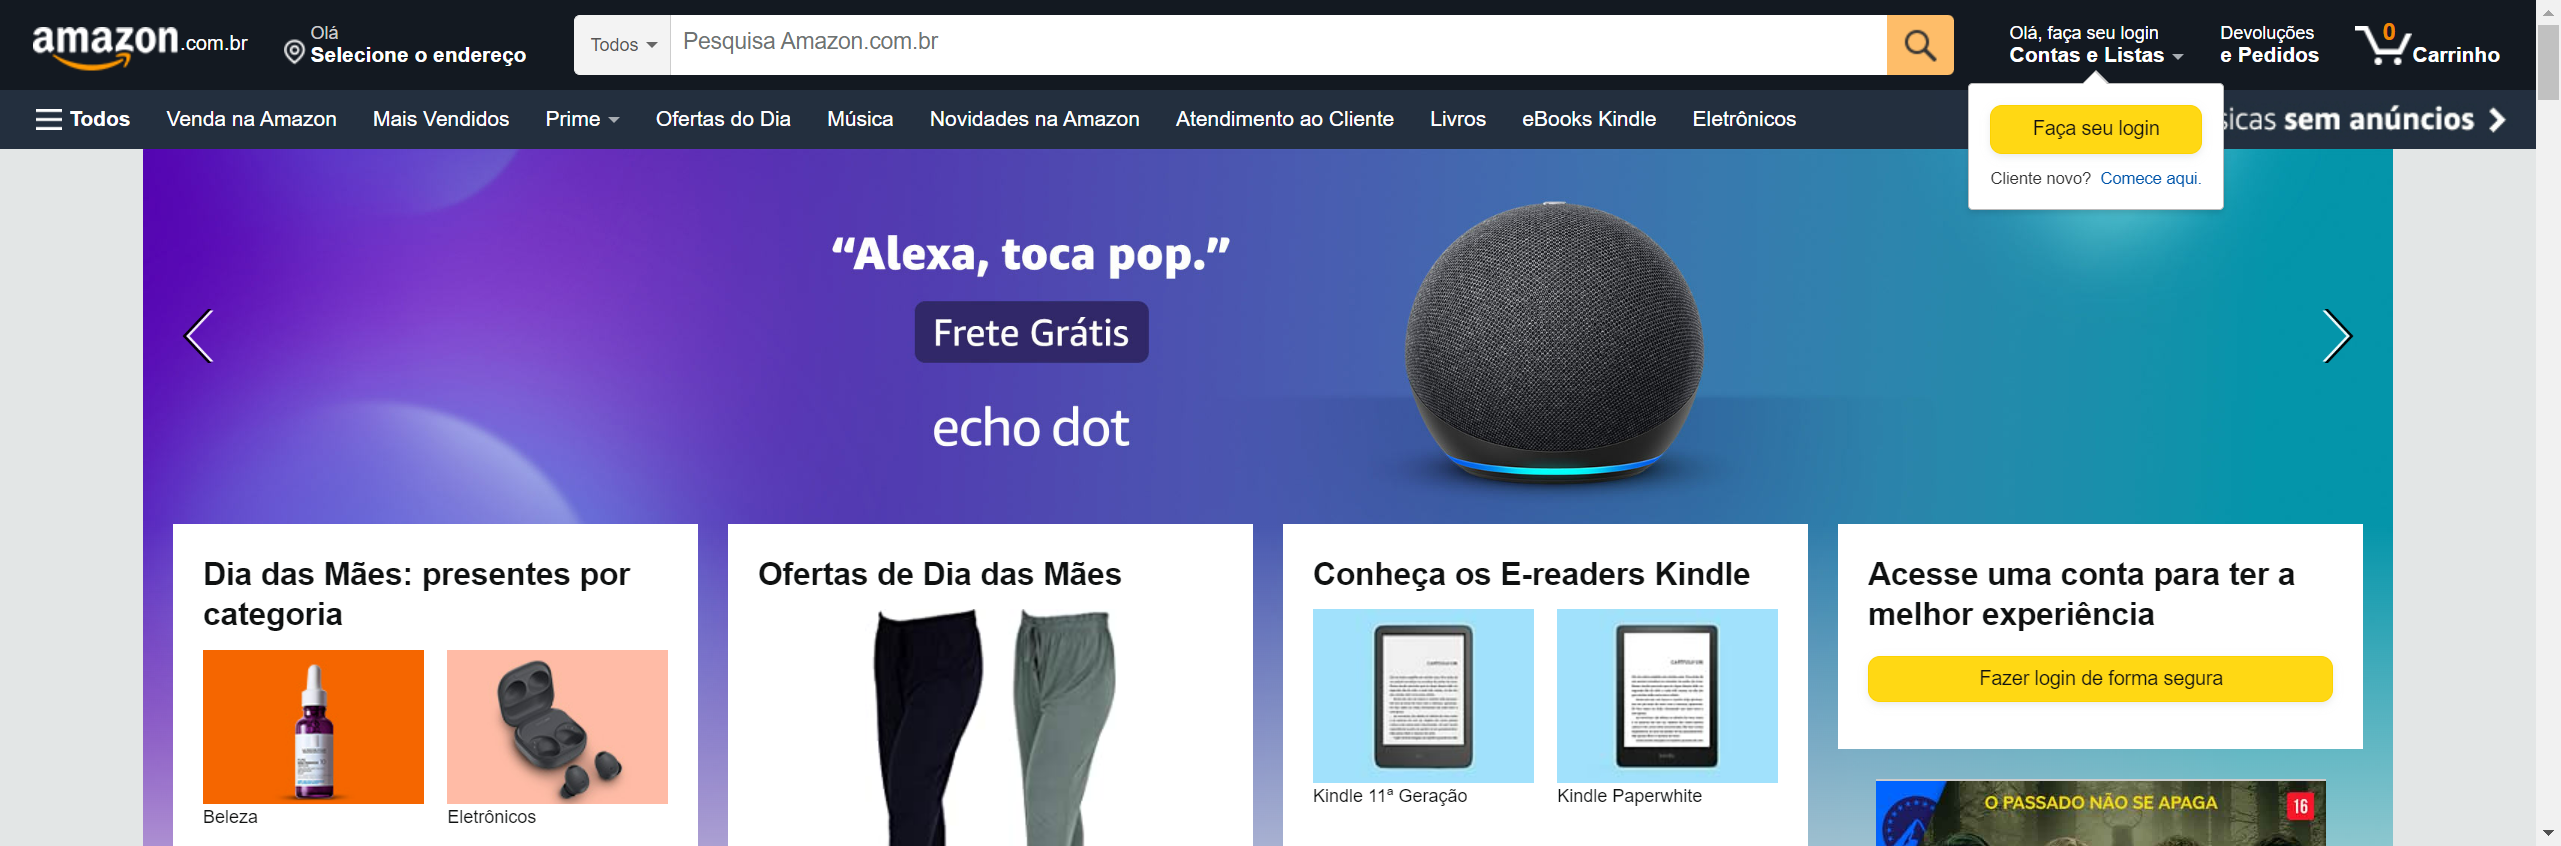 amazon.com.br
Olá
Selecione o endereço
Todos
Pesquisa Amazon.com.br
Olá, faça seu login
Contas e Listas
Devoluções
e Pedidos
0
Carrinho
Todos
Venda na Amazon
Mais Vendidos
Prime
Ofertas do Dia
Música
Novidades na Amazon
Atendimento ao Cliente
Livros
eBooks Kindle
Eletrônicos
sem anúncios
Faça seu login
Cliente novo? Comece aqui.
“Alexa, toca pop.”
Frete Grátis
echo dot
Dia das Mães: presentes por
categoria
Beleza
Eletrônicos
Ofertas de Dia das Mães
Conheça os E-readers Kindle
Kindle 11ª Geração
Kindle Paperwhite
Acesse uma conta para ter a
melhor experiência
Fazer login de forma segura
O PASSADO NÃO SE APAGA
16